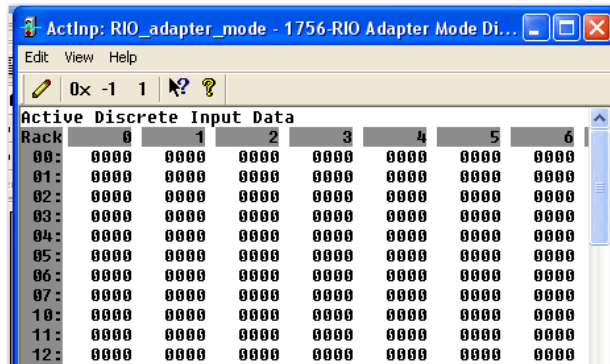 ActInp: RIO_adapter_mode - 1756-RIO Adapter Mode Di...
Edit View Help
0x -1 1
Active Discrete Input Data
Rack 0 1 2 3 4 5 6
00: 0000 0000 0000 0000 0000 0000 0000
01: 0000 0000 0000 0000 0000 0000 0000
02: 0000 0000 0000 0000 0000 0000 0000
03: 0000 0000 0000 0000 0000 0000 0000
04: 0000 0000 0000 0000 0000 0000 0000
05: 0000 0000 0000 0000 0000 0000 0000
06: 0000 0000 0000 0000 0000 0000 0000
07: 0000 0000 0000 0000 0000 0000 0000
10: 0000 0000 0000 0000 0000 0000 0000
11: 0000 0000 0000 0000 0000 0000 0000
12: 0000 0000 0000 0000 0000 0000 0000